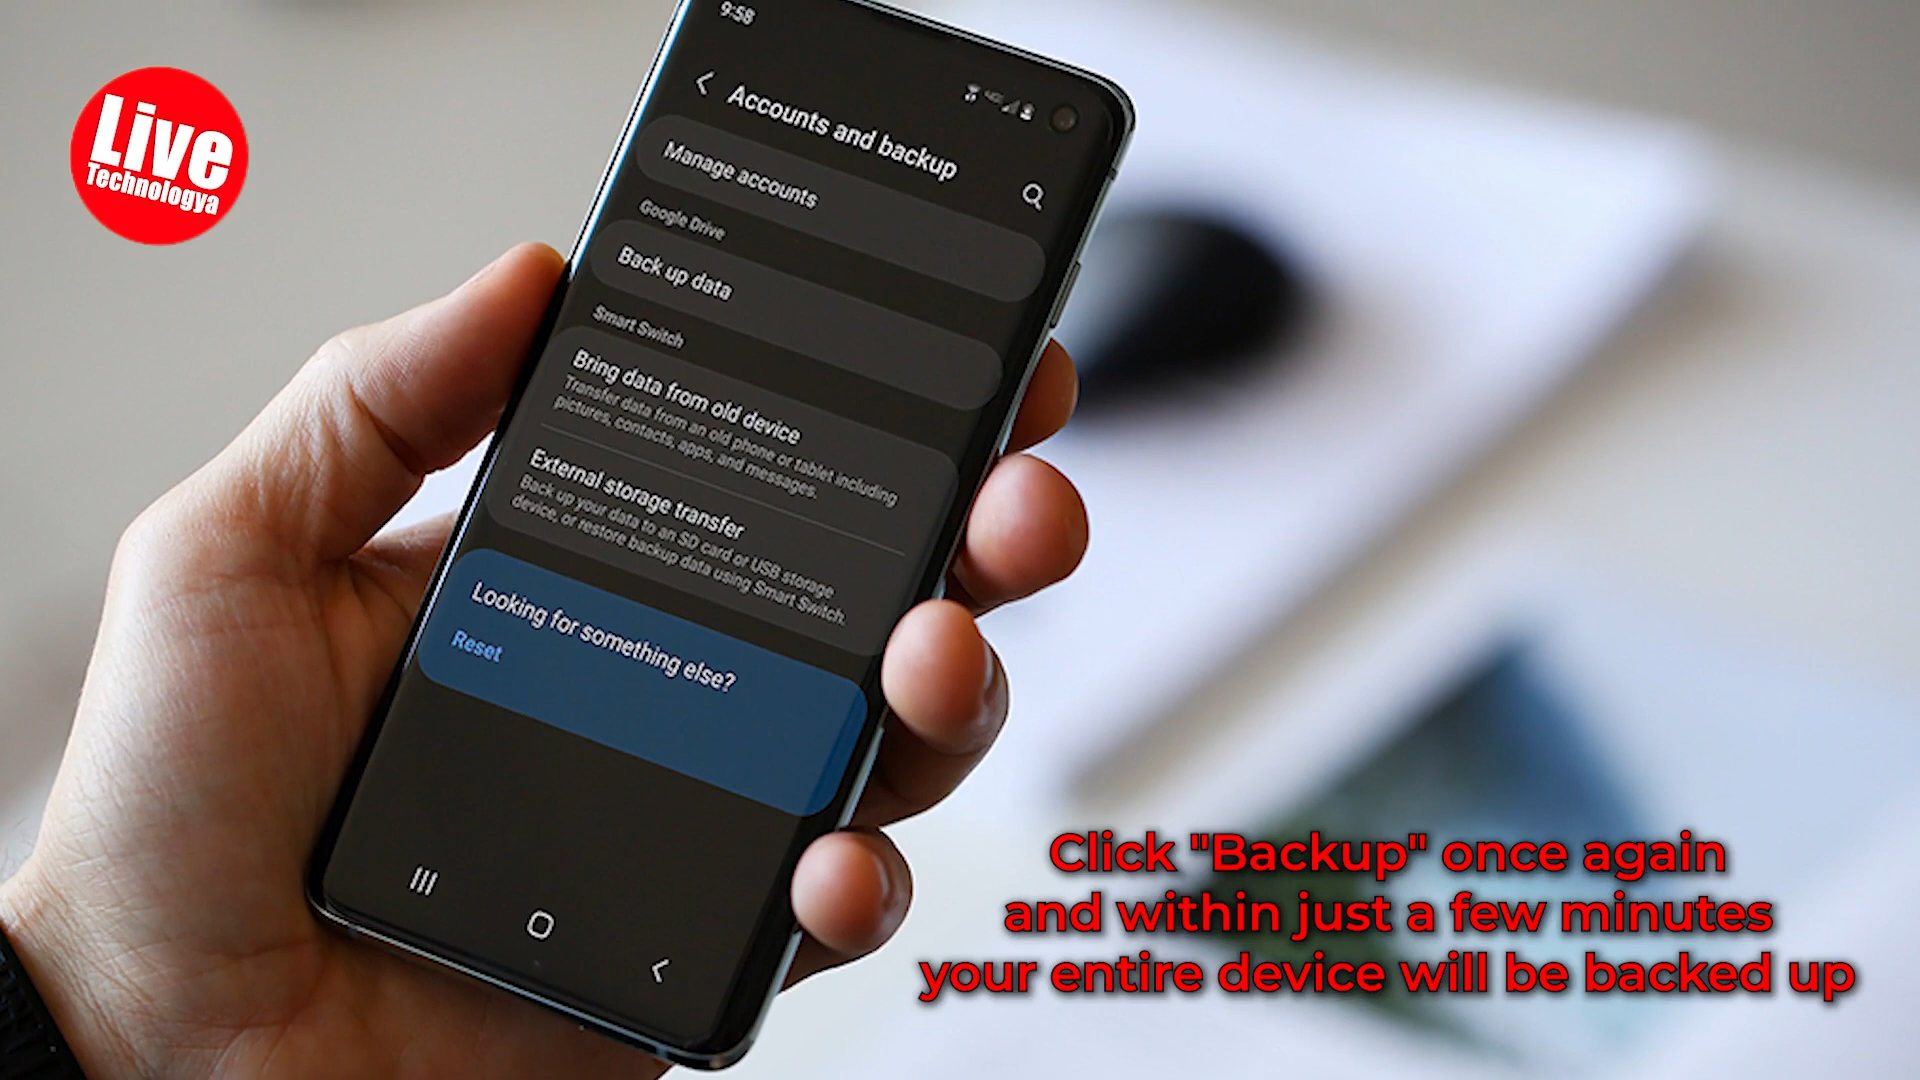 Live
Technologya
9:58
Accounts and backup
Manage accounts
Google Drive
Back up data
Smart Switch
Bring data from old device
Transfer data from an old phone or tablet including
pictures, contacts, apps, and messages.
External storage transfer
Back up your data to an SD card or USB storage
device, or restore backup data using Smart Switch.
Looking for something else?
Reset
Click "Backup" once again
and within just a few minutes
your entire device will be backed up